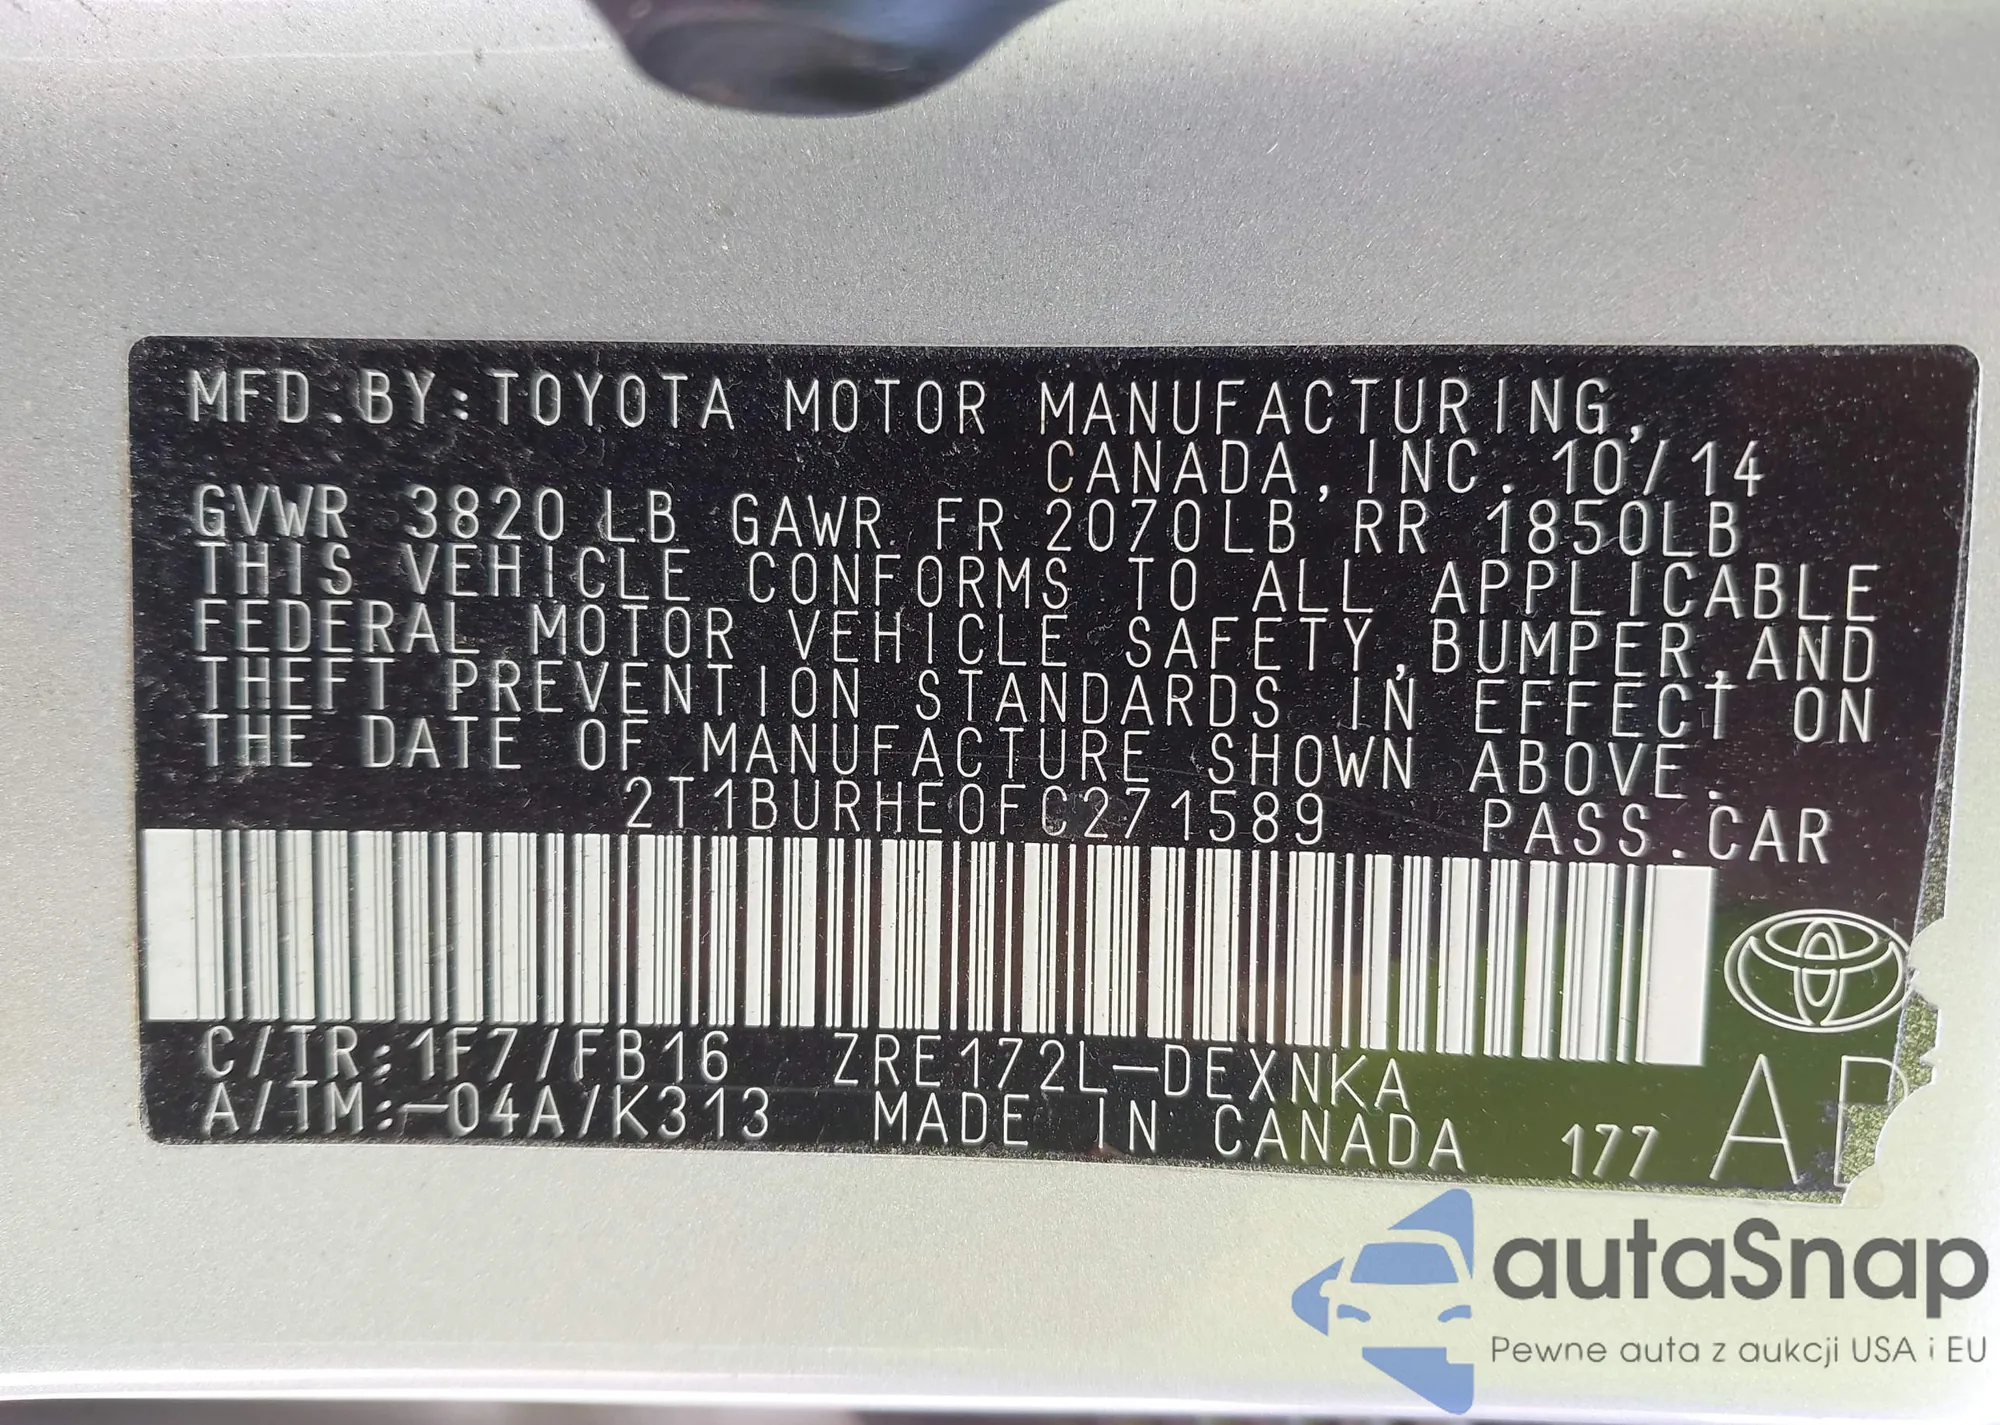 MFD. BY: TOYOTA MOTOR MANUFACTURING,
CANADA, INC. 10/14
GVWR 3820 LB GAWR FR 2070LB RR 1850LB
THIS VEHICLE CONFORMS TO ALL APPLICABLE
FEDERAL MOTOR VEHICLE SAFETY, BUMPER, AND
THEFT PREVENTION STANDARDS IN EFFECT ON
THE DATE OF MANUFACTURE SHOWN ABOVE.
2T1BURHE0FC271589 PASS. CAR
C/TR: 1F7/FB16 ZRE172L-DEXNKA
A/TM: -04A/K313 MADE IN CANADA 177
autaSnap
Pewne auta z aukcji USA i EU